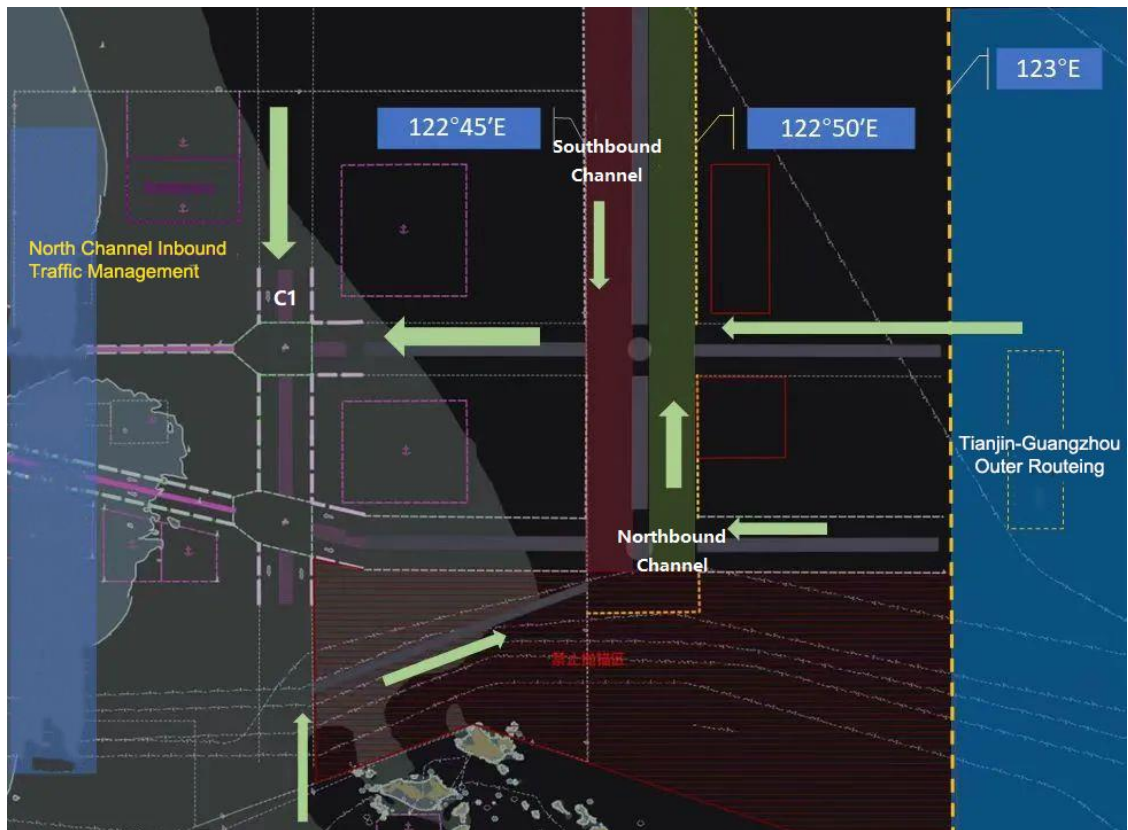 123°E
122°45′E
122°50′E
Southbound
Channel
North Channel Inbound
Traffic Management
C1
Tianjin-Guangzhou
Outer Routeing
Northbound
Channel
禁止抛锚区